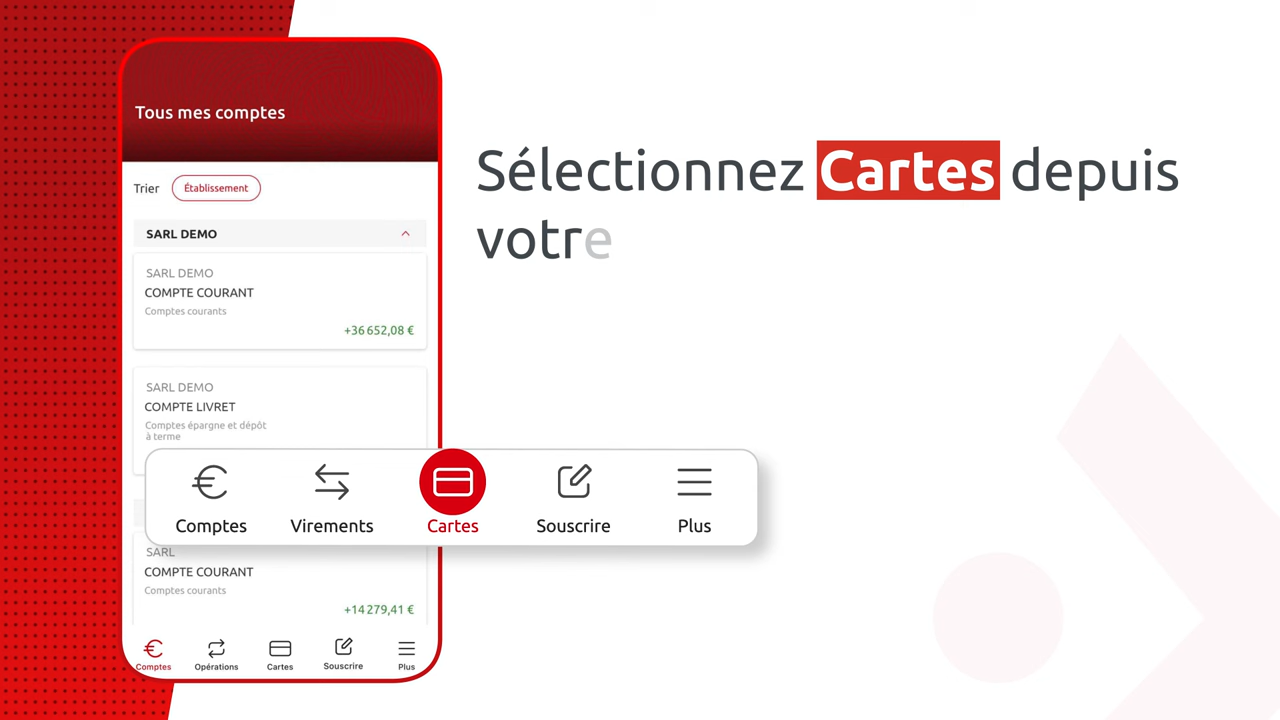 Tous mes comptes
Trier Établissement
SARL DEMO
SARL DEMO
COMPTE COURANT
Comptes courants
+36 652,08 €
SARL DEMO
COMPTE LIVRET
Comptes épargne et dépôt
à terme
Comptes Virements Cartes Souscrire Plus
SARL
COMPTE COURANT
Comptes courants
+14 279,41 €
Comptes Opérations Cartes Souscrire Plus
Sélectionnez Cartes depuis
votre